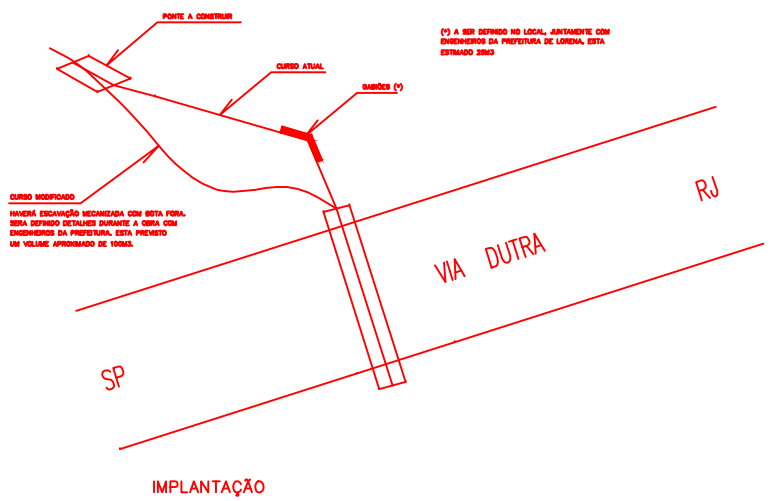 PONTE A CONSTRUIR
(*) A SER DEFINIDO NO LOCAL, JUNTAMENTE COM
ENGENHEIROS DA PREFEITURA DE LORENA, ESTA
ESTIMADO 25M3
CURSO ATUAL
GABIÕES (*)
CURSO MODIFICADO
HAVERÁ ESCAVAÇÃO MECANIZADA COM BOTA FORA.
SERA DEFINIDO DETALHES DURANTE A OBRA COM
ENGENHEIROS DA PREFEITURA. ESTA PREVISTO
UM VOLUME APROXIMADO DE 100M3.
RJ
VIA DUTRA
SP
IMPLANTAÇÃO